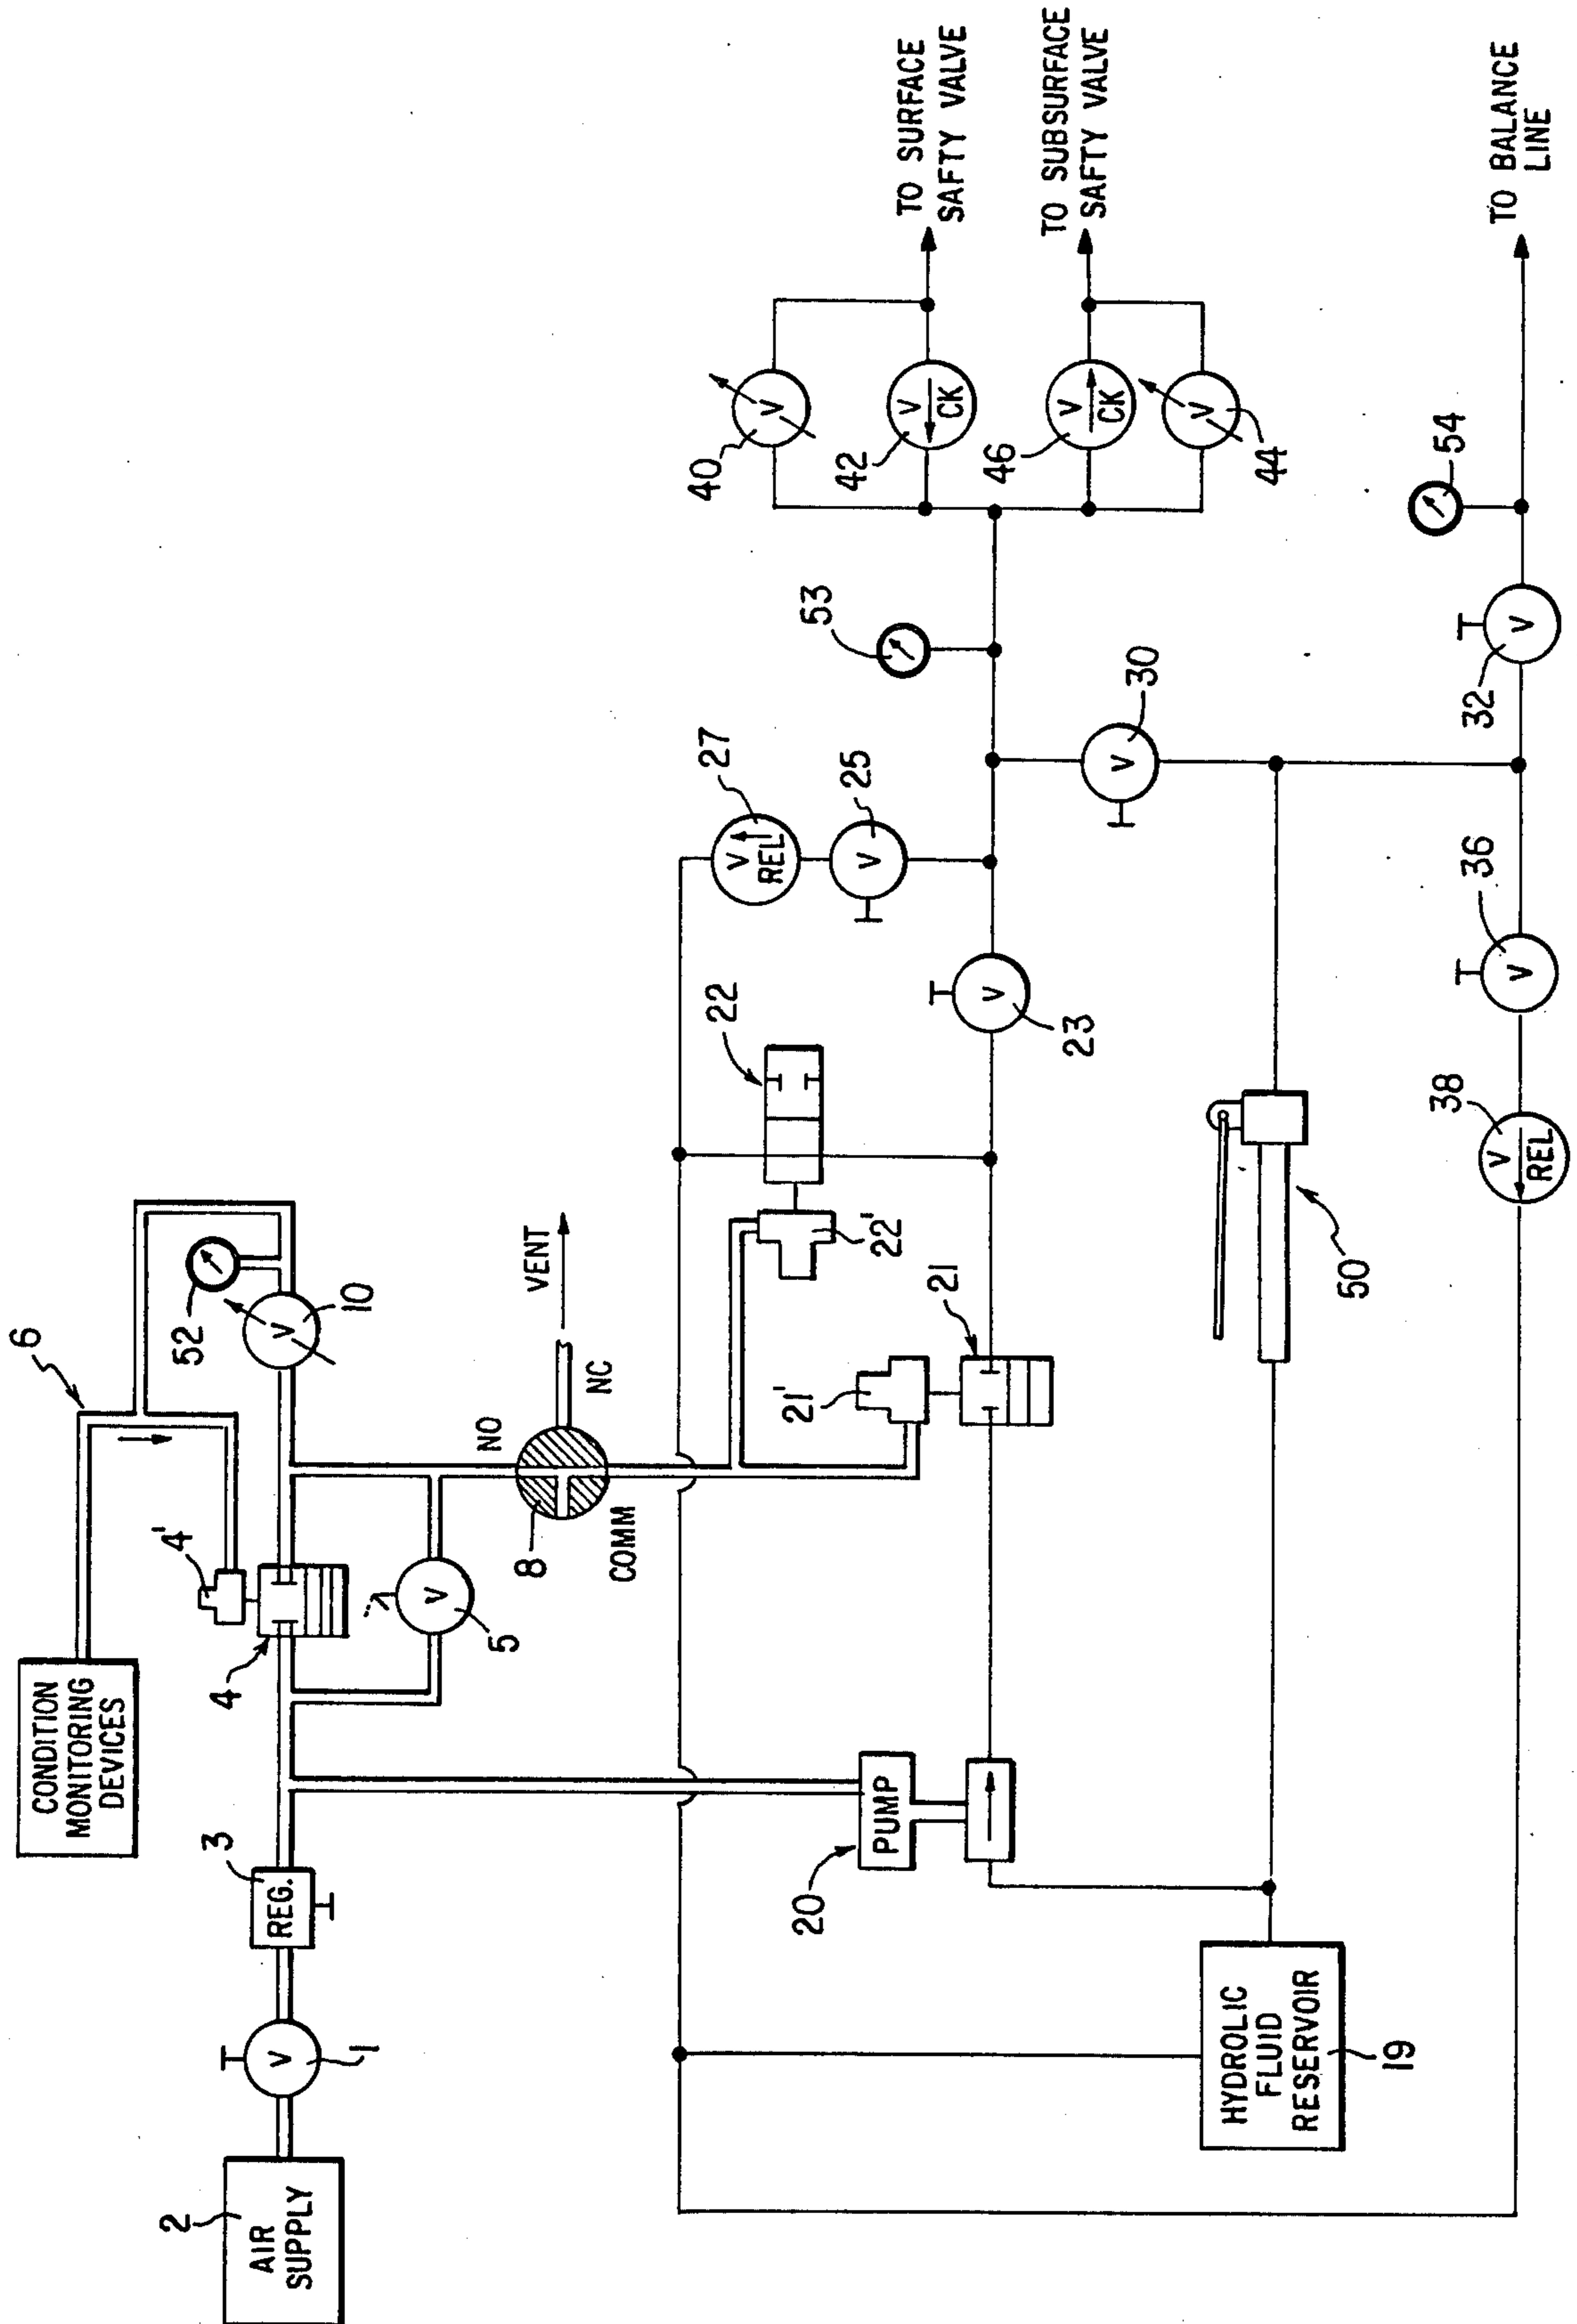 2
AIR
SUPPLY
V
1
3
REG.
CONDITION
MONITORING
DEVICES
6
4
4'
V
5
52
V
10
8
NO
NC
COMM
VENT
20
PUMP
HYDROLIC
FLUID
RESERVOIR
19
21'
21
22'
22
V
23
V
25
V
REL
27
V
30
50
V
REL
38
V
36
V
32
53
54
V
40
V
CK
42
V
CK
46
V
44
TO SURFACE
SAFTY VALVE
TO SUBSURFACE
SAFTY VALVE
TO BALANCE
LINE